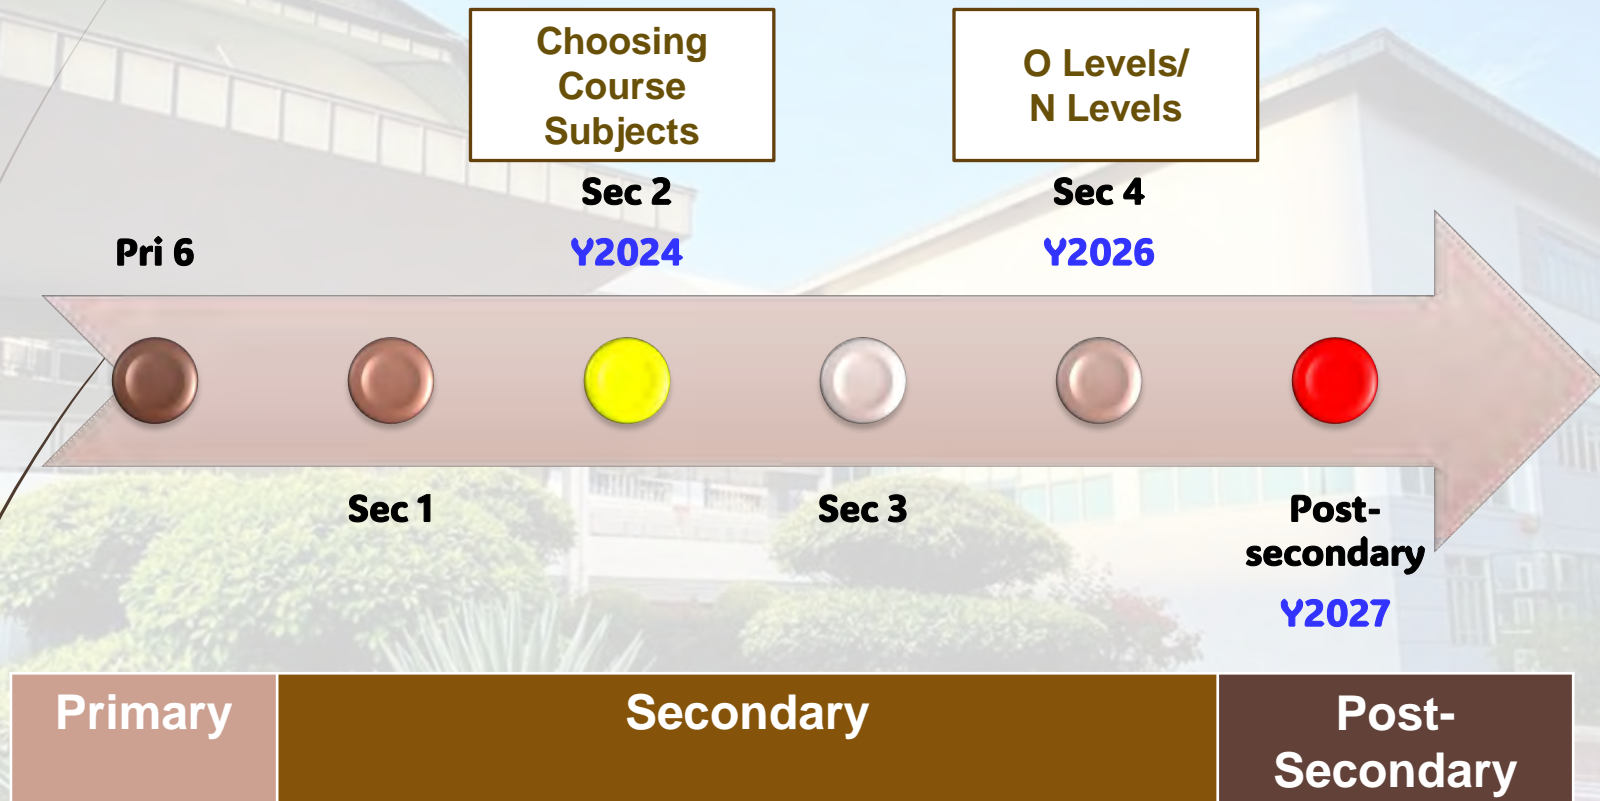 Choosing
Course
Subjects
O Levels/
N Levels
Sec 2
Sec 4
Pri 6
Y2024
Y2026
Sec 1
Sec 3
Post-
secondary
Y2027
Primary
Secondary
Post-
Secondary